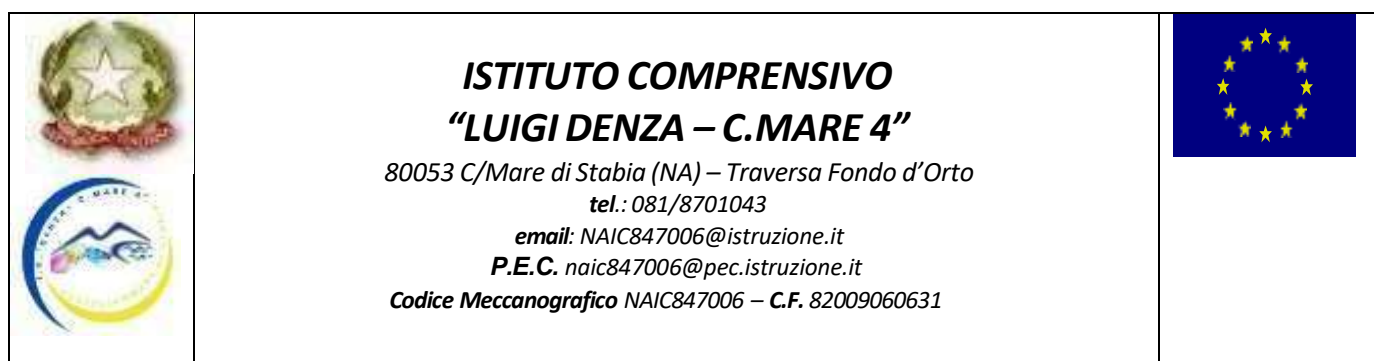 ISTITUTO COMPRENSIVO
“LUIGI DENZA – C.MARE 4”
80053 C/Mare di Stabia (NA) – Traversa Fondo d’Orto
tel.: 081/8701043
email: NAIC847006@istruzione.it
P.E.C. naic847006@pec.istruzione.it
Codice Meccanografico NAIC847006 – C.F. 82009060631